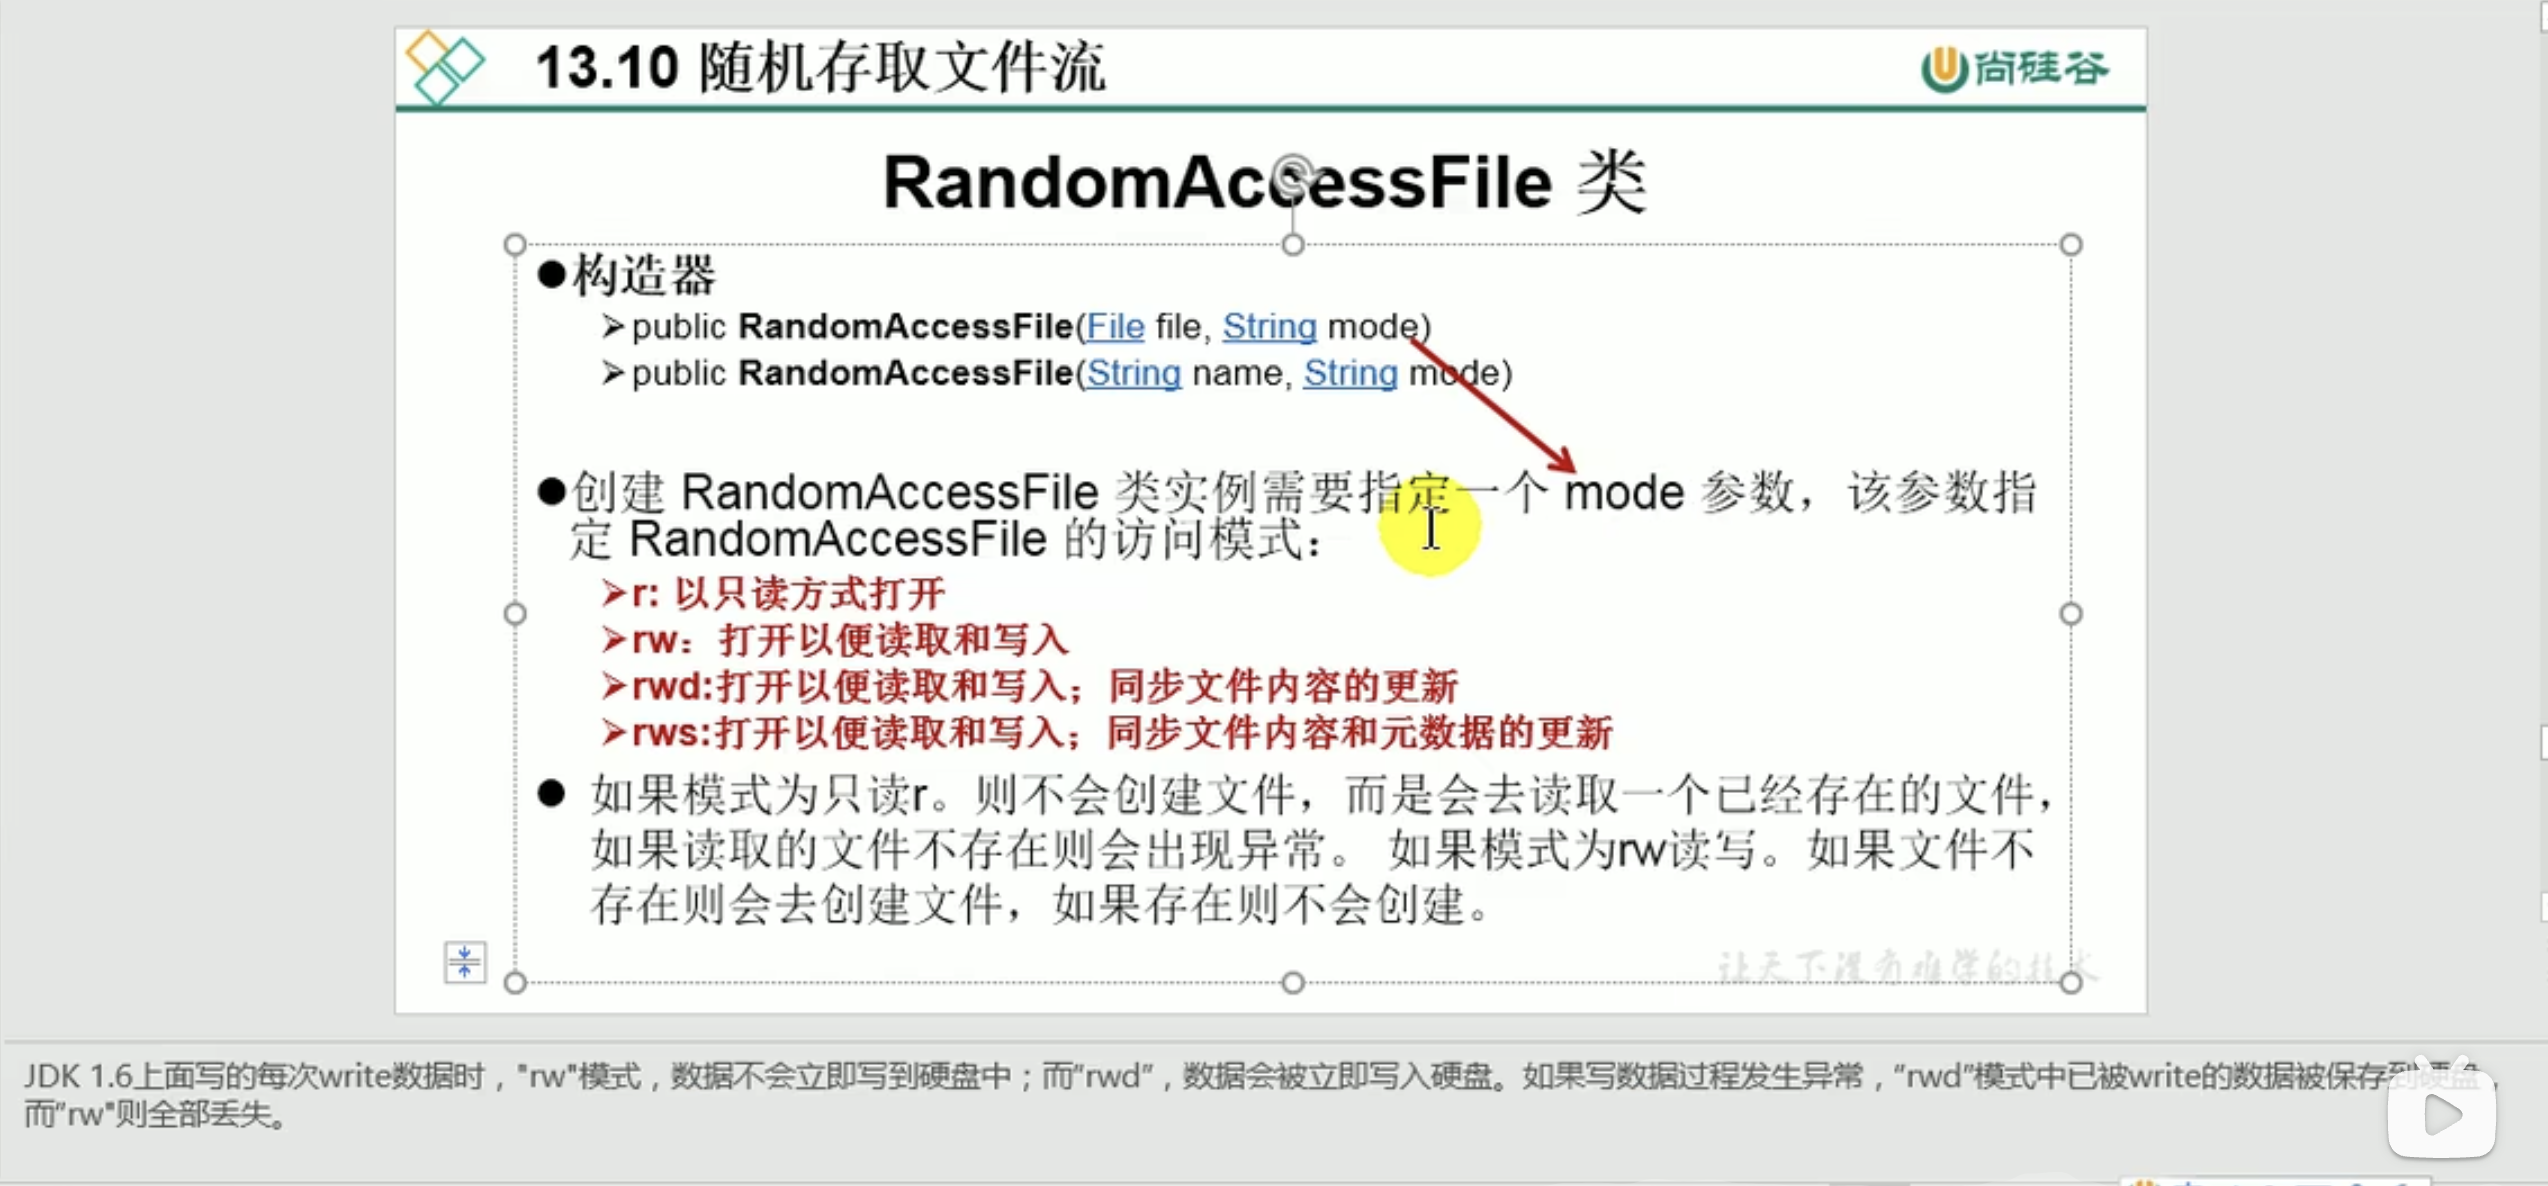 13.10 随机存取文件流
尚硅谷
RandomAccessFile 类
●构造器
➢public RandomAccessFile(File file, String mode)
➢public RandomAccessFile(String name, String mode)
●创建 RandomAccessFile 类实例需要指定一个 mode 参数，该参数指
定 RandomAccessFile 的访问模式：
➢r: 以只读方式打开
➢rw：打开以便读取和写入
➢rwd:打开以便读取和写入；同步文件内容的更新
➢rws:打开以便读取和写入；同步文件内容和元数据的更新
● 如果模式为只读r。则不会创建文件，而是会去读取一个已经存在的文件，
如果读取的文件不存在则会出现异常。 如果模式为rw读写。如果文件不
存在则会去创建文件，如果存在则不会创建。
让天下没有难学的技术
JDK 1.6上面写的每次write数据时，"rw"模式，数据不会立即写到硬盘中；而"rwd"，数据会被立即写入硬盘。如果写数据过程发生异常，"rwd"模式中已被write的数据被保存到硬盘，
而"rw"则全部丢失。